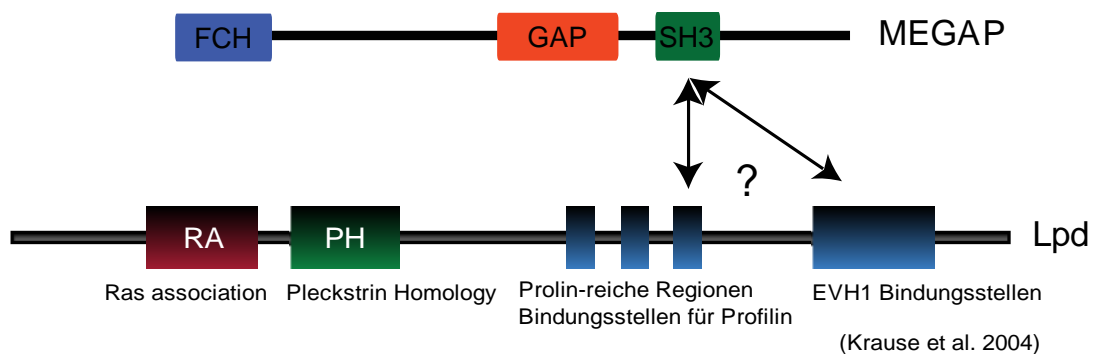 FCH GAP SH3 MEGAP
?
RA PH Lpd
Ras association Pleckstrin Homology Prolin-reiche Regionen EVH1 Bindungsstellen
Bindungsstellen für Profilin
(Krause et al. 2004)